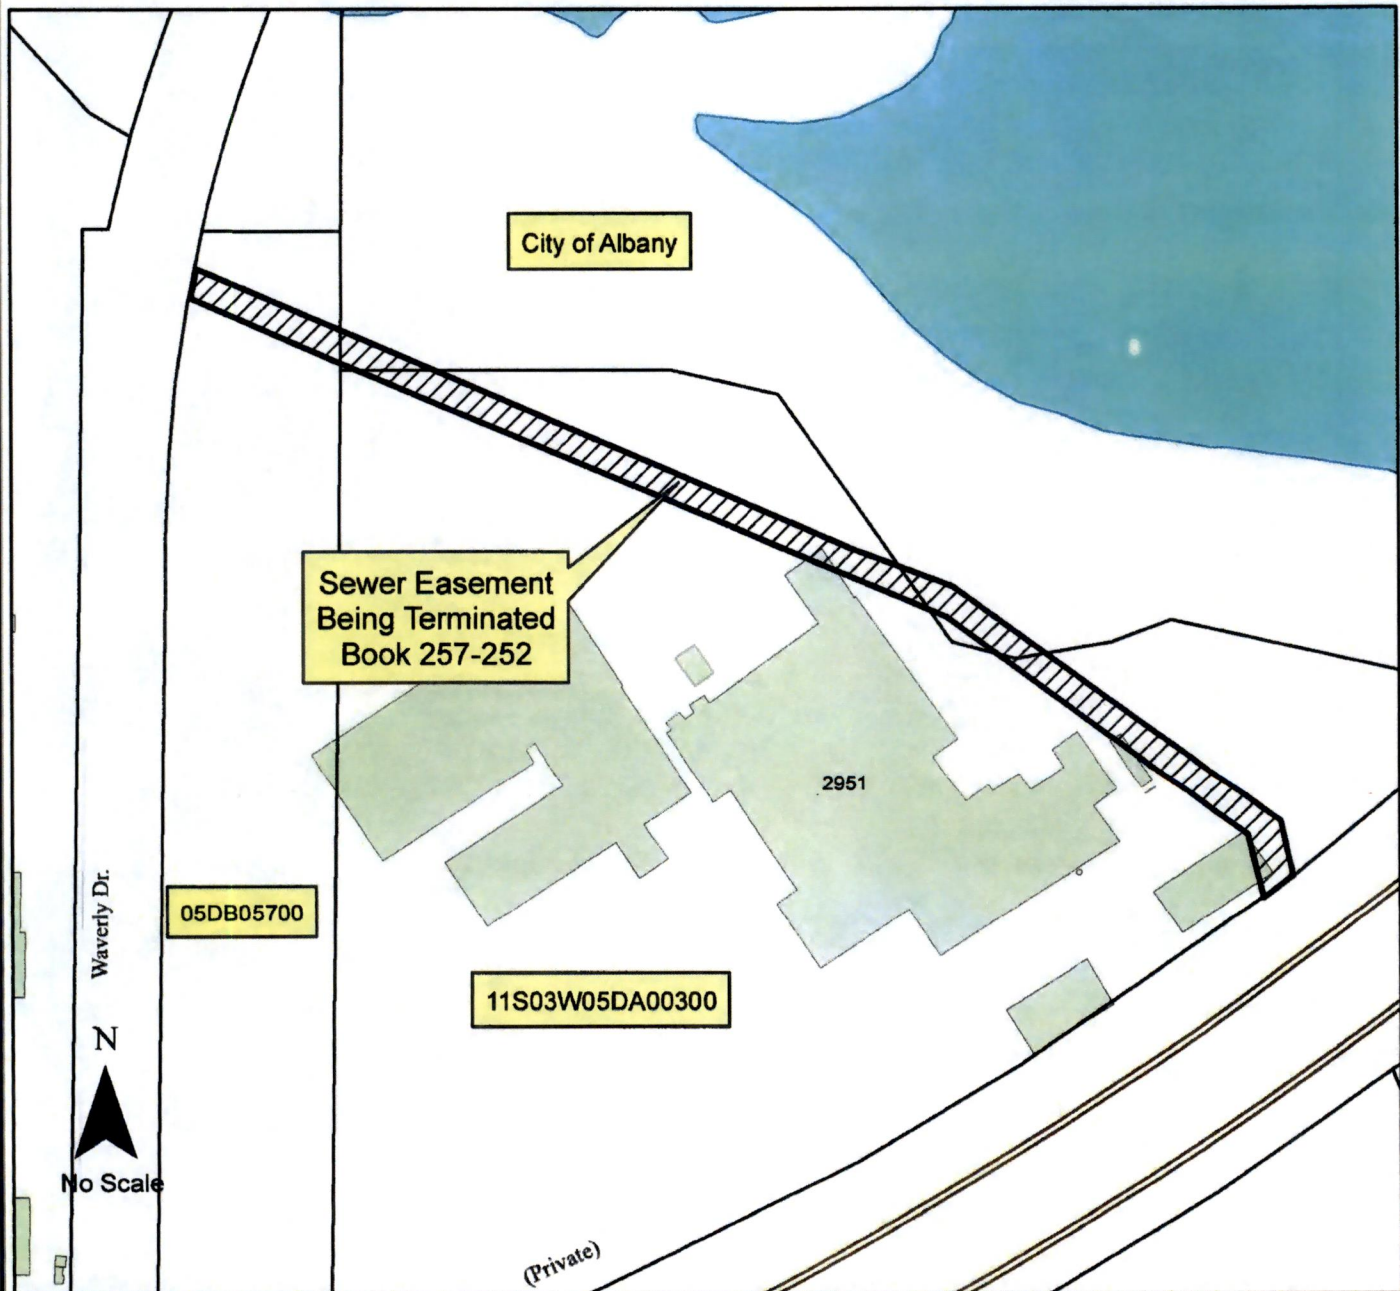 City of Albany
Sewer Easement
Being Terminated
Book 257-252
2951
Waverly Dr.
05DB05700
11S03W05DA00300
N
No Scale
(Private)